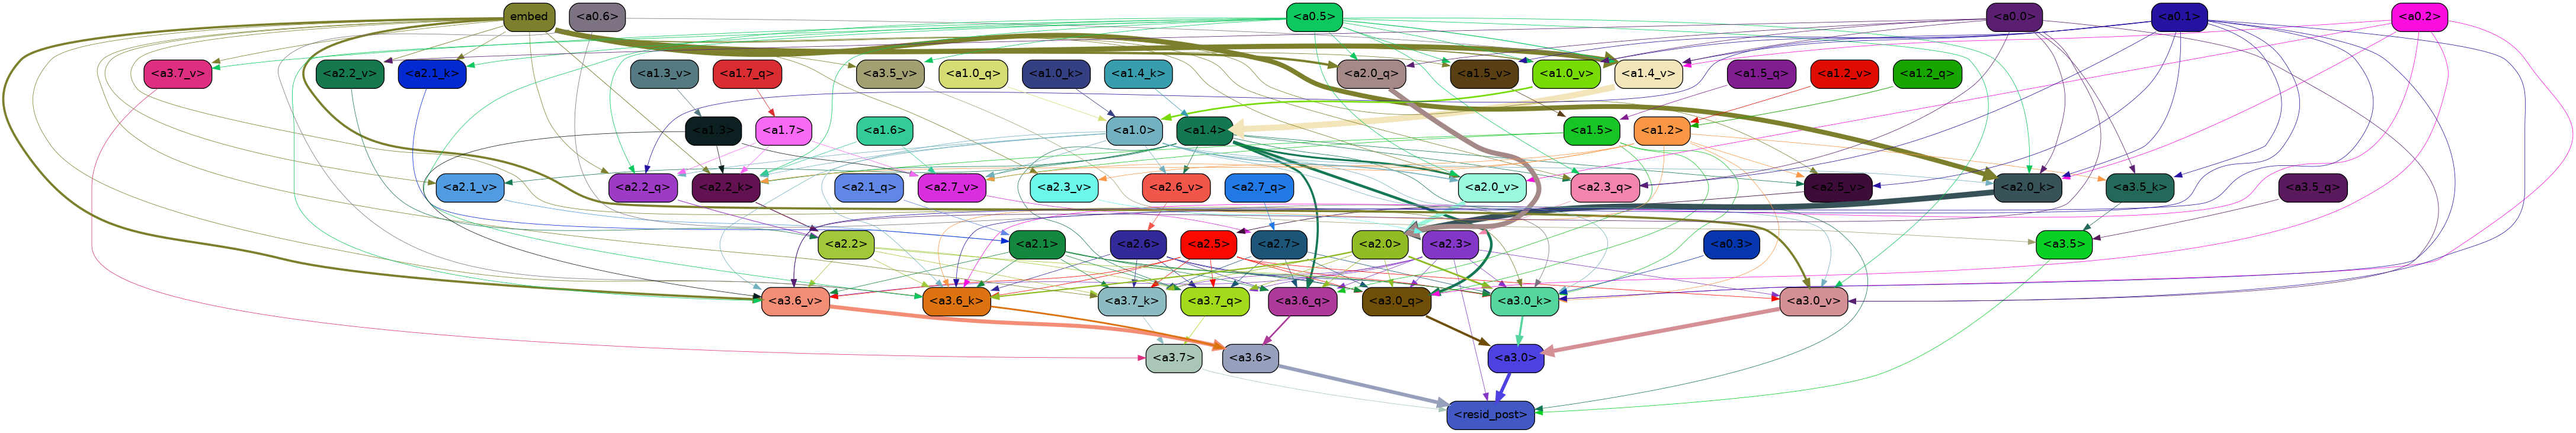 embed <a0.6> <a0.5> <a0.0> <a0.1> <a0.2>
<a3.7_v> <a2.2_v> <a2.1_k> <a1.3_v> <a1.7_q> <a3.5_v> <a1.0_q> <a1.0_k> <a1.4_k> <a2.0_q> <a1.5_v> <a1.0_v> <a1.4_v> <a1.5_q> <a1.2_v> <a1.2_q>
<a1.3> <a1.7> <a1.6> <a1.0> <a1.4> <a1.5> <a1.2>
<a2.1_v> <a2.2_q> <a2.2_k> <a2.1_q> <a2.7_v> <a2.3_v> <a2.6_v> <a2.7_q> <a2.0_v> <a2.3_q> <a2.5_v> <a2.0_k> <a3.5_k> <a3.5_q>
<a2.2> <a2.1> <a2.6> <a2.5> <a2.7> <a2.0> <a2.3> <a0.3> <a3.5>
<a3.6_v> <a3.6_k> <a3.7_k> <a3.7_q> <a3.6_q> <a3.0_q> <a3.0_k> <a3.0_v>
<a3.7> <a3.6> <a3.0>
<resid_post>